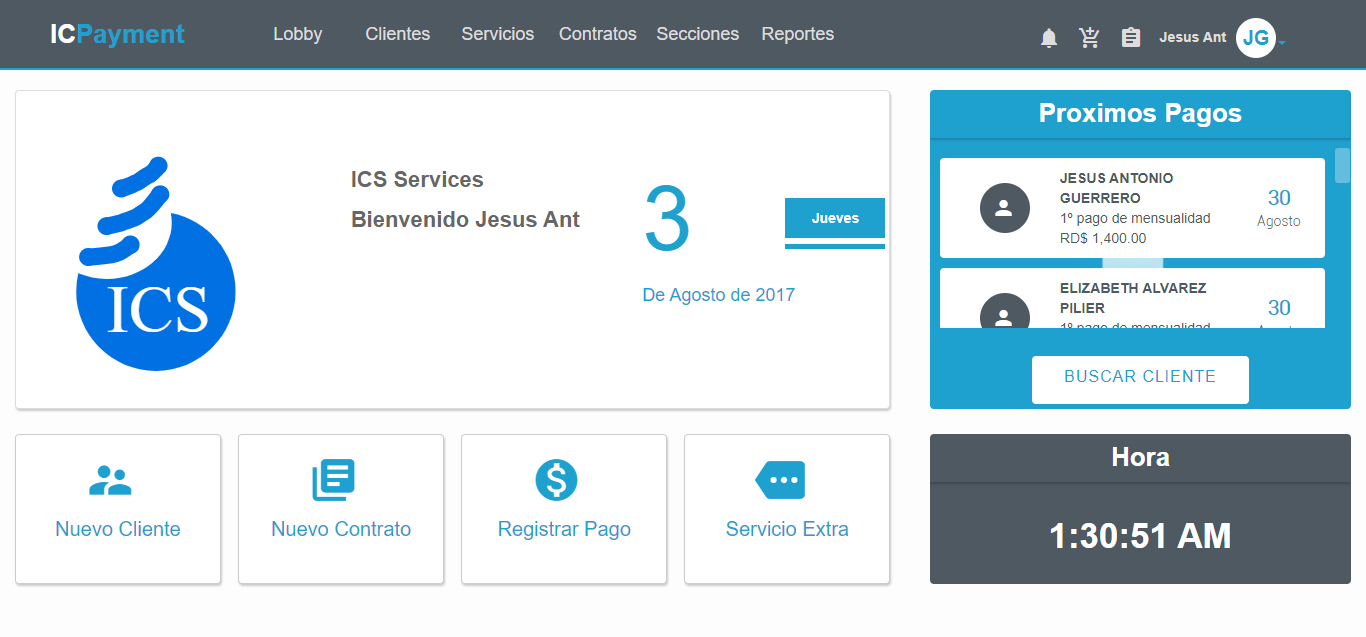 ICPayment
Lobby Clientes Servicios Contratos Secciones Reportes
Jesus Ant JG
ICS
ICS Services
Bienvenido Jesus Ant
3
Jueves
De Agosto de 2017
Proximos Pagos
JESUS ANTONIO
GUERRERO
1º pago de mensualidad
RD$ 1,400.00
30
Agosto
ELIZABETH ALVAREZ
PILIER
1º pago de mensualidad
30
BUSCAR CLIENTE
Nuevo Cliente
Nuevo Contrato
Registrar Pago
Servicio Extra
Hora
1:30:51 AM